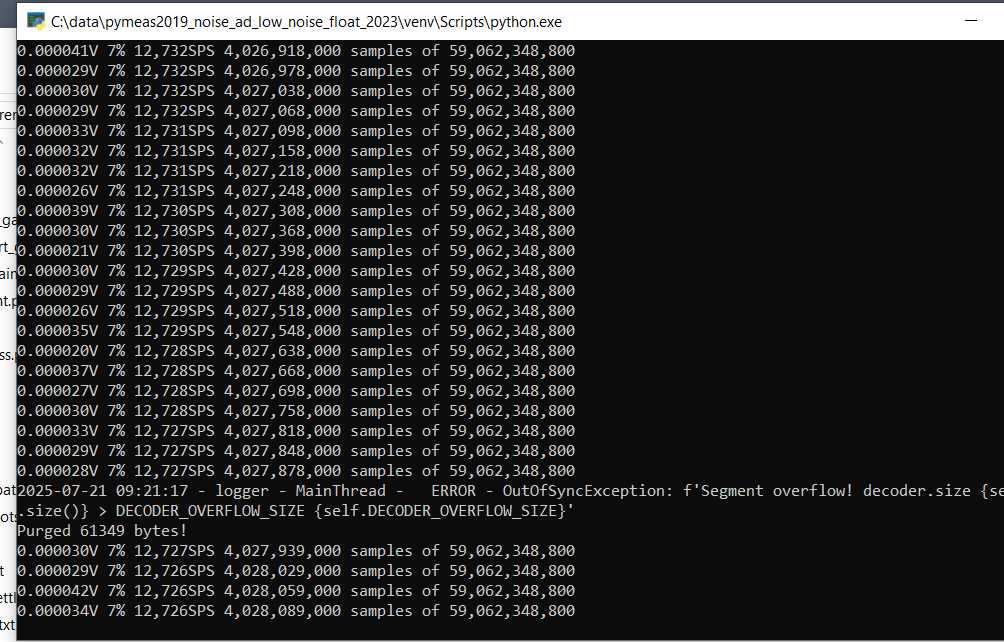 C:\data\pymeas2019_noise_ad_low_noise_float_2023\venv\Scripts\python.exe
0.000041V 7% 12,732SPS 4,026,918,000 samples of 59,062,348,800
0.000029V 7% 12,732SPS 4,026,978,000 samples of 59,062,348,800
0.000030V 7% 12,732SPS 4,027,038,000 samples of 59,062,348,800
0.000029V 7% 12,732SPS 4,027,068,000 samples of 59,062,348,800
0.000033V 7% 12,731SPS 4,027,098,000 samples of 59,062,348,800
0.000032V 7% 12,731SPS 4,027,158,000 samples of 59,062,348,800
0.000032V 7% 12,731SPS 4,027,218,000 samples of 59,062,348,800
0.000026V 7% 12,731SPS 4,027,248,000 samples of 59,062,348,800
0.000039V 7% 12,730SPS 4,027,308,000 samples of 59,062,348,800
0.000030V 7% 12,730SPS 4,027,368,000 samples of 59,062,348,800
0.000021V 7% 12,730SPS 4,027,398,000 samples of 59,062,348,800
0.000030V 7% 12,729SPS 4,027,428,000 samples of 59,062,348,800
0.000029V 7% 12,729SPS 4,027,488,000 samples of 59,062,348,800
0.000026V 7% 12,729SPS 4,027,518,000 samples of 59,062,348,800
0.000035V 7% 12,729SPS 4,027,548,000 samples of 59,062,348,800
0.000020V 7% 12,728SPS 4,027,638,000 samples of 59,062,348,800
0.000037V 7% 12,728SPS 4,027,668,000 samples of 59,062,348,800
0.000027V 7% 12,728SPS 4,027,698,000 samples of 59,062,348,800
0.000030V 7% 12,728SPS 4,027,758,000 samples of 59,062,348,800
0.000033V 7% 12,727SPS 4,027,818,000 samples of 59,062,348,800
0.000029V 7% 12,727SPS 4,027,848,000 samples of 59,062,348,800
0.000028V 7% 12,727SPS 4,027,878,000 samples of 59,062,348,800
2025-07-21 09:21:17 - logger - MainThread -   ERROR - OutOfSyncException: f'Segment overflow! decoder.size {se
.size()} > DECODER_OVERFLOW_SIZE {self.DECODER_OVERFLOW_SIZE}'
Purged 61349 bytes!
0.000030V 7% 12,727SPS 4,027,939,000 samples of 59,062,348,800
0.000029V 7% 12,726SPS 4,028,029,000 samples of 59,062,348,800
0.000042V 7% 12,726SPS 4,028,059,000 samples of 59,062,348,800
0.000034V 7% 12,726SPS 4,028,089,000 samples of 59,062,348,800